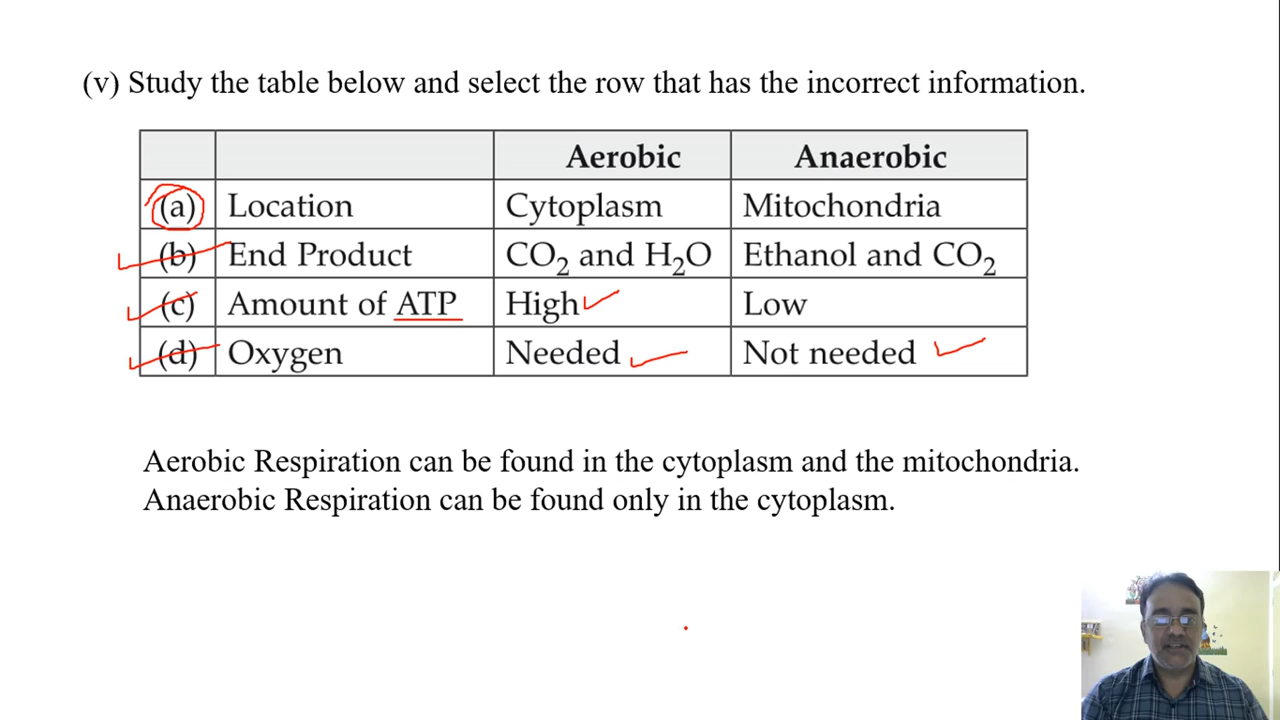 (v) Study the table below and select the row that has the incorrect information.
Aerobic Anaerobic
(a) Location Cytoplasm Mitochondria
(b) End Product CO₂ and H₂O Ethanol and CO₂
(c) Amount of ATP High Low
(d) Oxygen Needed Not needed
Aerobic Respiration can be found in the cytoplasm and the mitochondria.
Anaerobic Respiration can be found only in the cytoplasm.